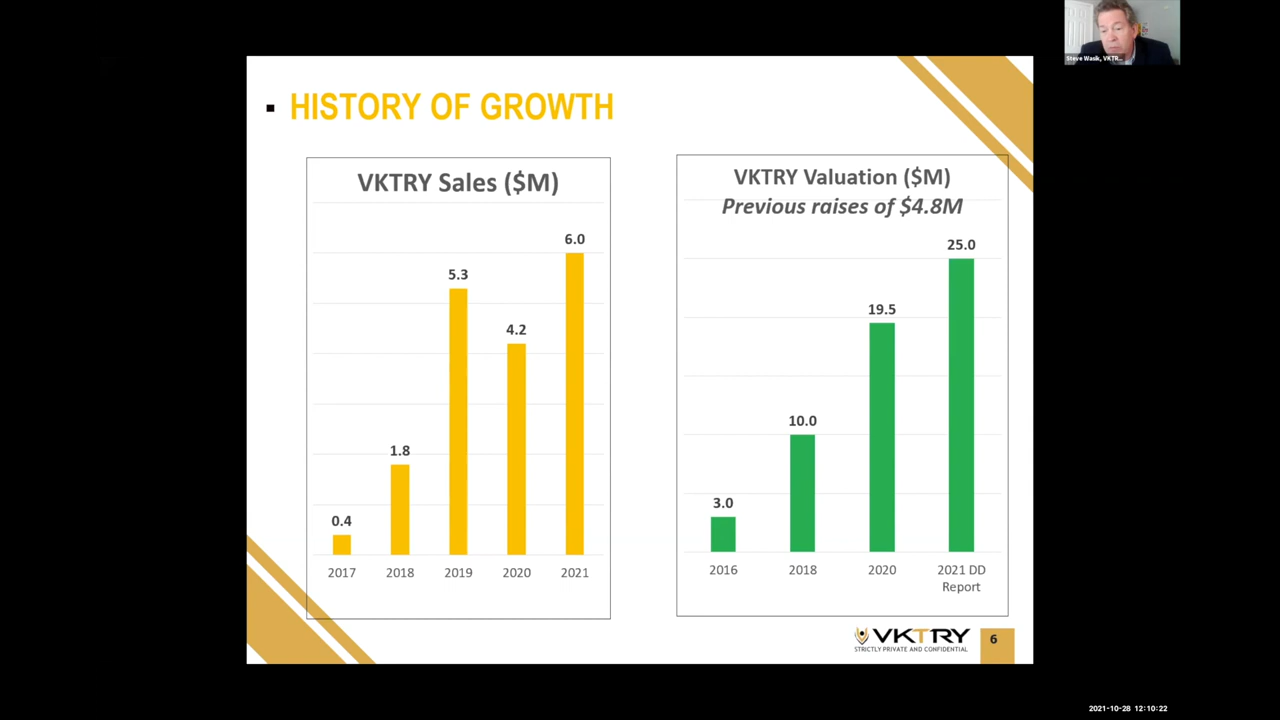 Steve Wasik, VKTR...
▪ HISTORY OF GROWTH
VKTRY Sales ($M)
6.0
5.3
4.2
1.8
0.4
2017 2018 2019 2020 2021
VKTRY Valuation ($M)
Previous raises of $4.8M
25.0
19.5
10.0
3.0
2016 2018 2020 2021 DD
Report
VKTRY
STRICTLY PRIVATE AND CONFIDENTIAL
6
2021-10-28 12:10:22